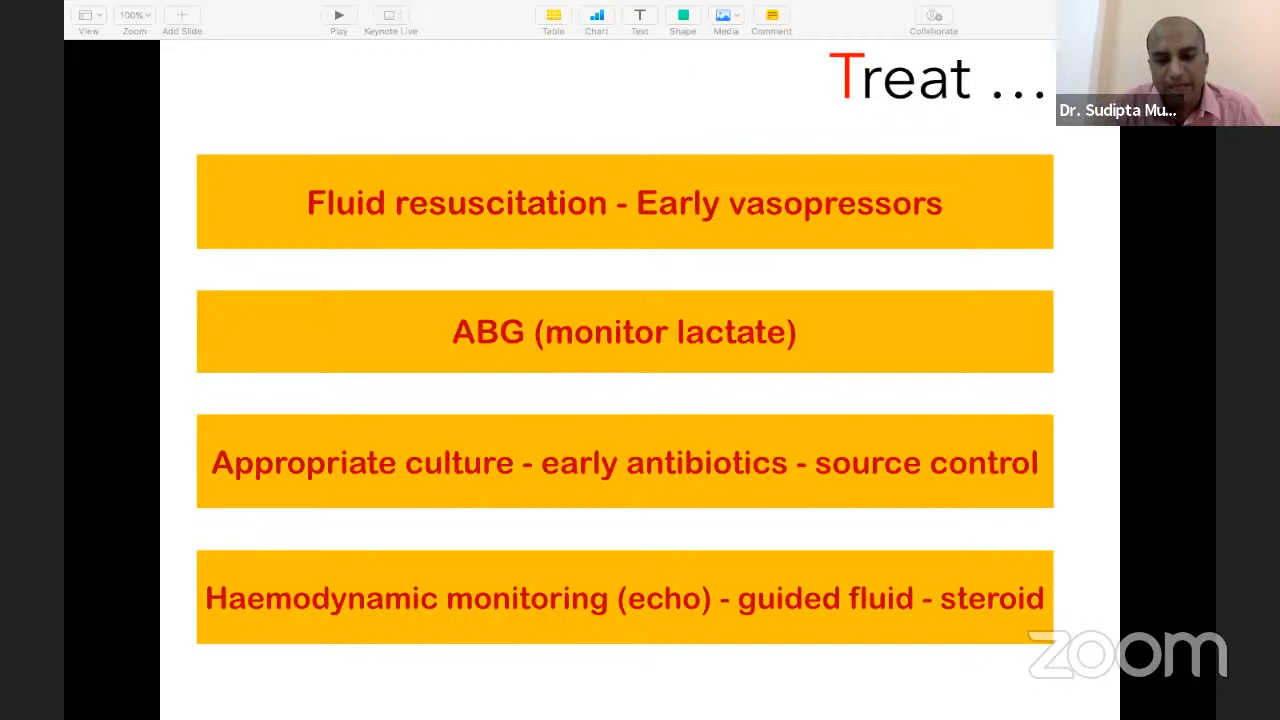 100%
View
Zoom
Add Slide
Play
Keynote Live
Table
Chart
Text
Shape
Media
Comment
Collaborate
Treat ...
Dr. Sudipta Mu...
Fluid resuscitation - Early vasopressors
ABG (monitor lactate)
Appropriate culture - early antibiotics - source control
Haemodynamic monitoring (echo) - guided fluid - steroid
zoom